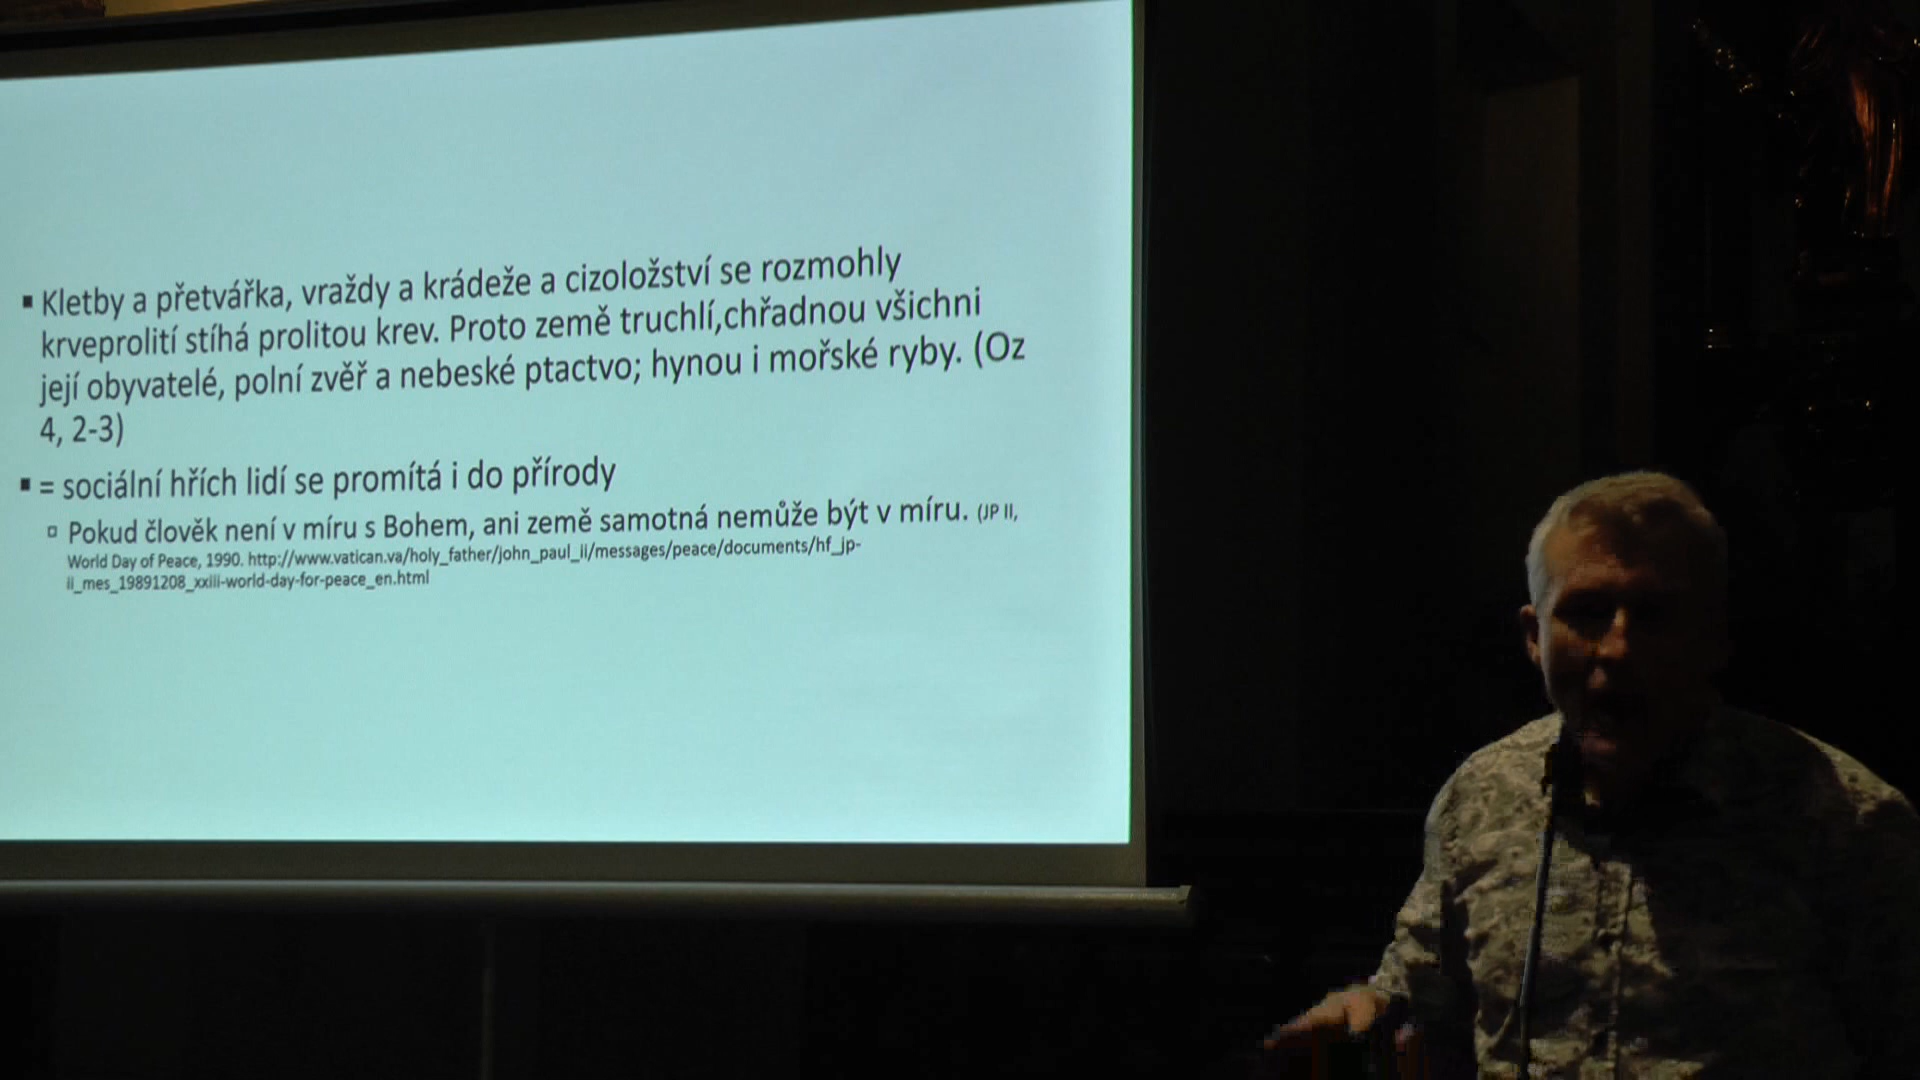 ▪ Kletby a přetvářka, vraždy a krádeže a cizoložství se rozmohly
krveprolití stíhá prolitou krev. Proto země truchlí,chřadnou všichni
její obyvatelé, polní zvěř a nebeské ptactvo; hynou i mořské ryby. (Oz
4, 2-3)
▪ = sociální hřích lidí se promítá i do přírody
▫ Pokud člověk není v míru s Bohem, ani země samotná nemůže být v míru. (JP II,
World Day of Peace, 1990. http://www.vatican.va/holy_father/john_paul_ii/messages/peace/documents/hf_jp-
ii_mes_19891208_xxiii-world-day-for-peace_en.html